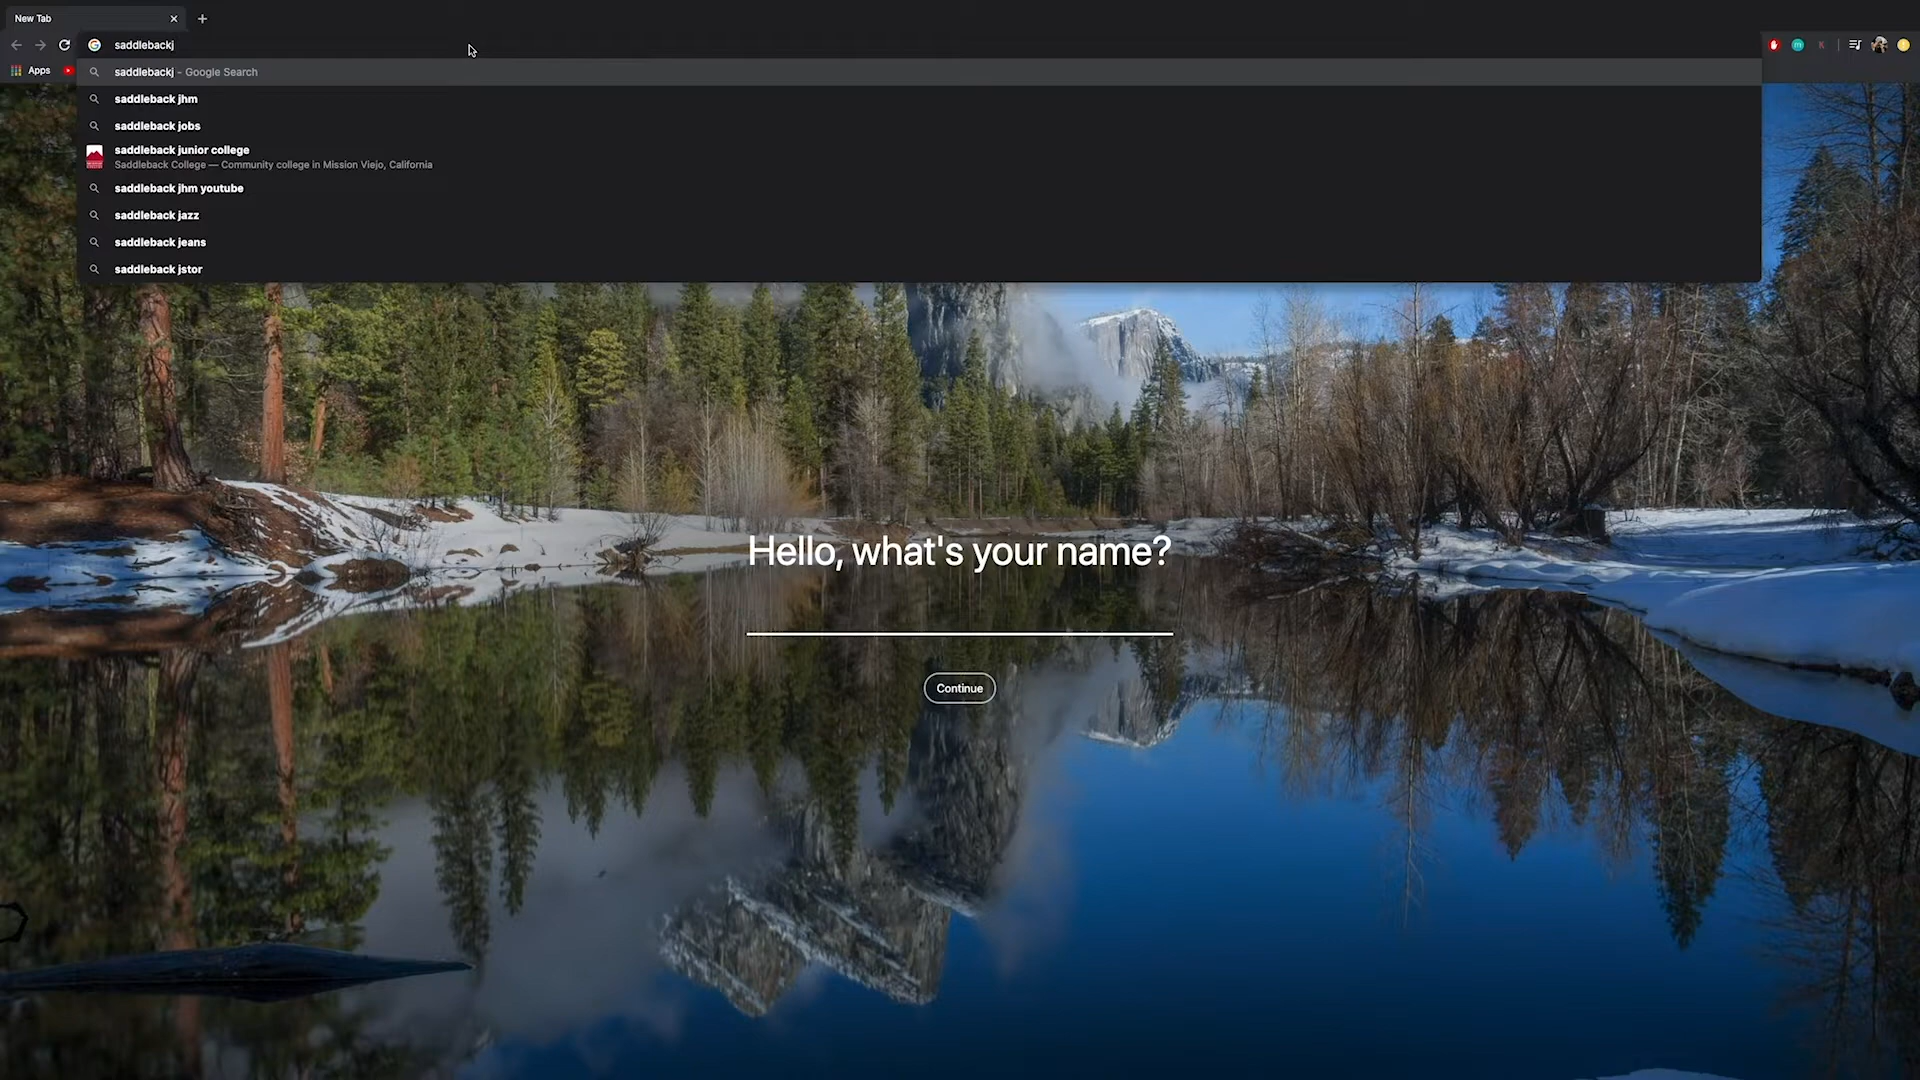 New Tab
saddlebackj
Apps
saddlebackj - Google Search
saddleback jhm
saddleback jobs
saddleback junior college
Saddleback College — Community college in Mission Viejo, California
saddleback jhm youtube
saddleback jazz
saddleback jeans
saddleback jstor
Hello, what's your name?
Continue